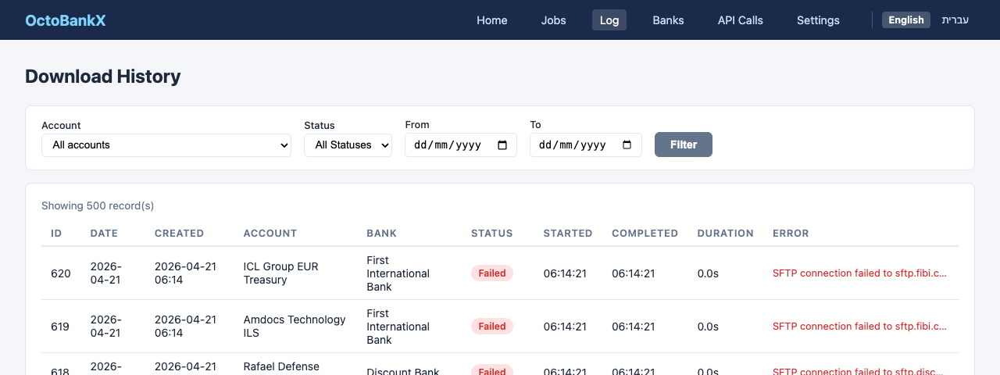 OctoBankX Home Jobs Log Banks API Calls Settings English עברית
Download History
Account Status From To
All accounts All Statuses dd/mm/yyyy dd/mm/yyyy Filter
Showing 500 record(s)
ID DATE CREATED ACCOUNT BANK STATUS STARTED COMPLETED DURATION ERROR
620 2026-04-21 2026-04-21 06:14 ICL Group EUR Treasury First International Bank Failed 06:14:21 06:14:21 0.0s SFTP connection failed to sftp.fibi.c...
619 2026-04-21 2026-04-21 06:14 Amdocs Technology ILS First International Bank Failed 06:14:21 06:14:21 0.0s SFTP connection failed to sftp.fibi.c...
618 2026- 2026-04-21 Rafael Defense Discount Bank Failed 06:14:21 06:14:21 0.0s SFTP connection failed to sftp.disc...